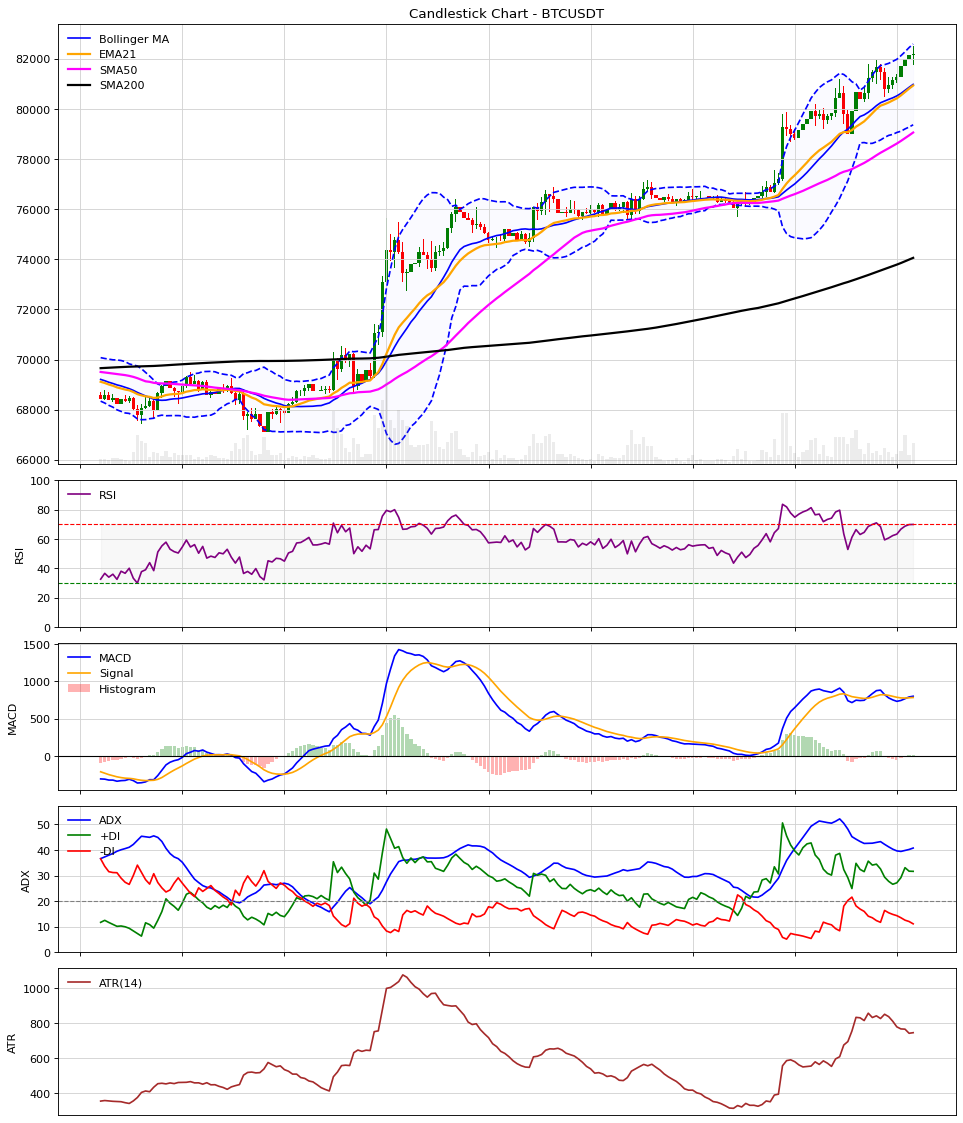 Candlestick Chart - BTCUSDT
Bollinger MA
EMA21
SMA50
SMA200
82000
80000
78000
76000
74000
72000
70000
68000
66000
RSI
RSI
100
80
60
40
20
0
MACD
Signal
Histogram
MACD
1500
1000
500
0
ADX
+DI
-DI
ADX
50
40
30
20
10
0
ATR(14)
ATR
1000
800
600
400